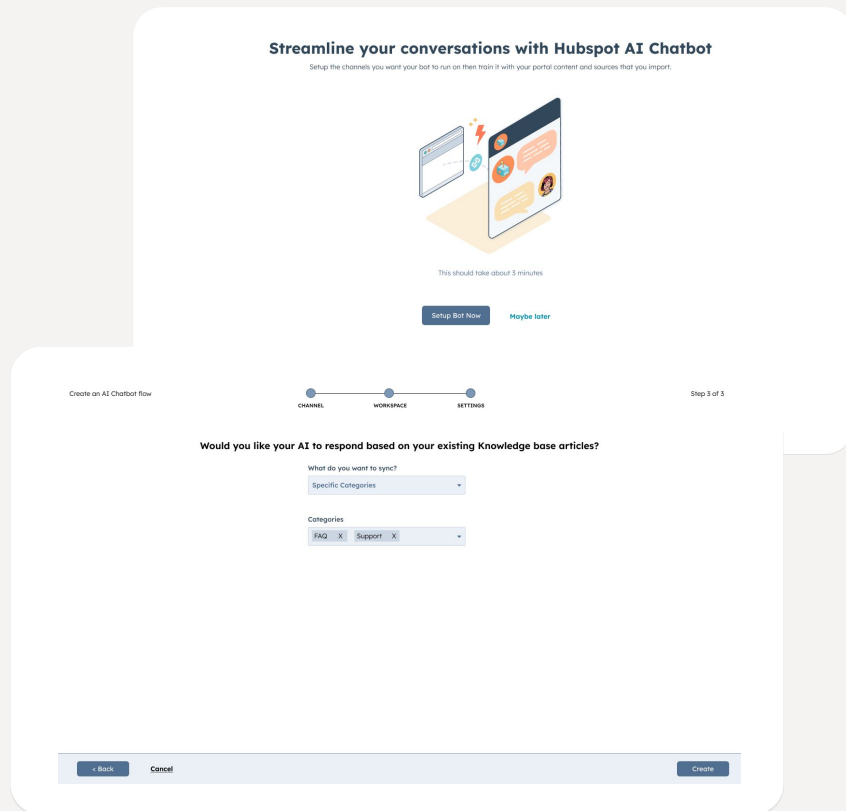 Streamline your conversations with Hubspot AI Chatbot
Setup the channels you want your bot to run on then train it with your portal content and sources that you import.
This should take about 3 minutes
Setup Bot Now
Maybe later
Create an AI Chatbot flow
CHANNEL
WORKSPACE
SETTINGS
Step 3 of 3
Would you like your AI to respond based on your existing Knowledge base articles?
What do you want to sync?
Specific Categories
Categories
FAQ X Support X
< Back
Cancel
Create